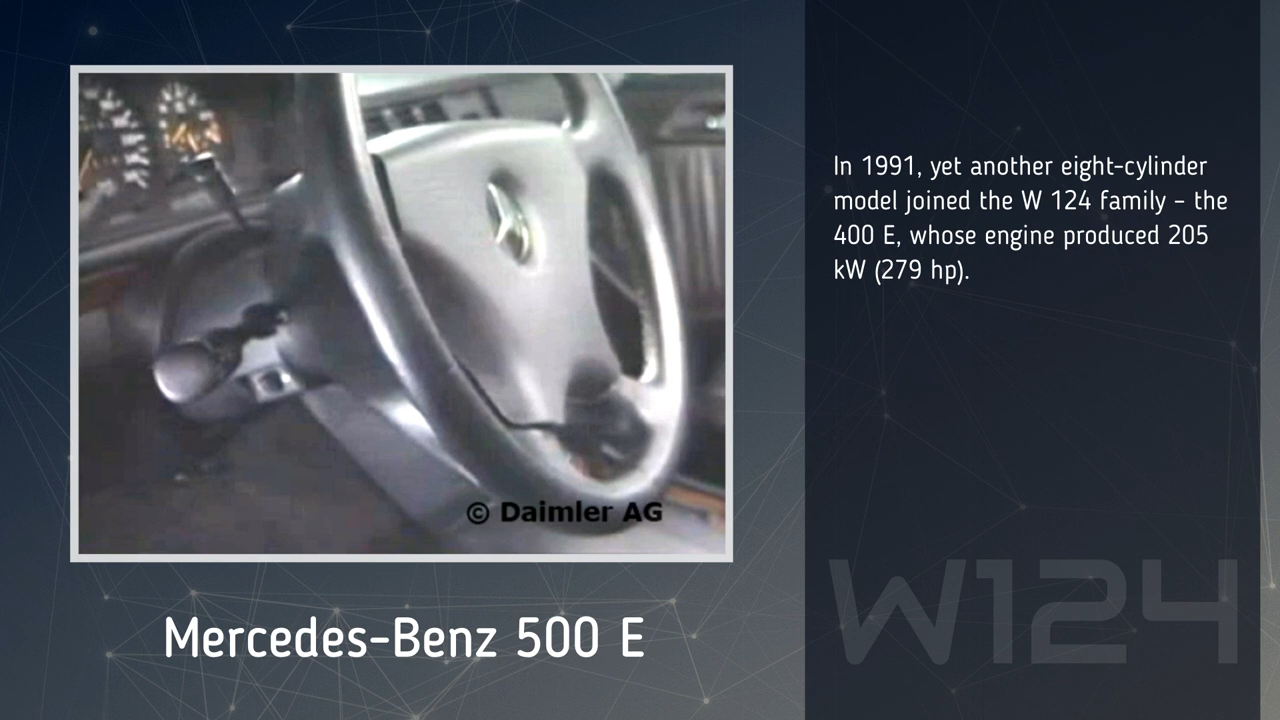 © Daimler AG
Mercedes-Benz 500 E
In 1991, yet another eight-cylinder
model joined the W 124 family – the
400 E, whose engine produced 205
kW (279 hp).
W124